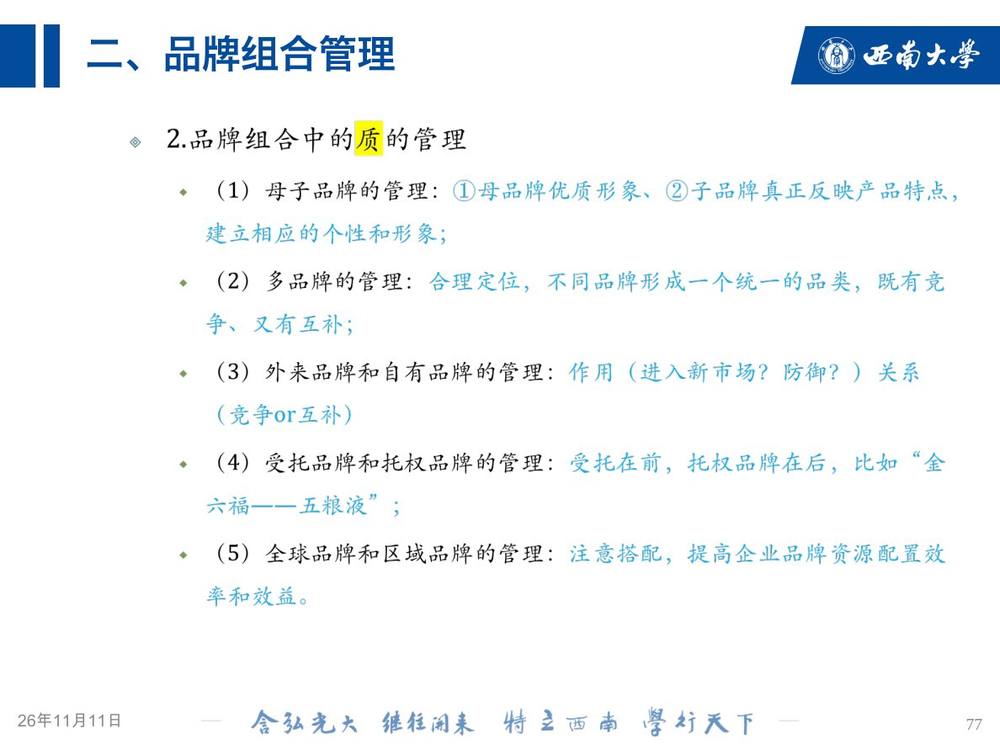 二、品牌组合管理
西南大学
2.品牌组合中的质的管理
（1）母子品牌的管理：①母品牌优质形象、②子品牌真正反映产品特点，
建立相应的个性和形象；
（2）多品牌的管理：合理定位，不同品牌形成一个统一的品类，既有竞
争、又有互补；
（3）外来品牌和自有品牌的管理：作用（进入新市场？防御？）关系
（竞争or互补）
（4）受托品牌和托权品牌的管理：受托在前，托权品牌在后，比如“金
六福——五粮液”；
（5）全球品牌和区域品牌的管理：注意搭配，提高企业品牌资源配置效
率和效益。
26年11月11日
含弘光大 继往开来 特立西南 学行天下
77